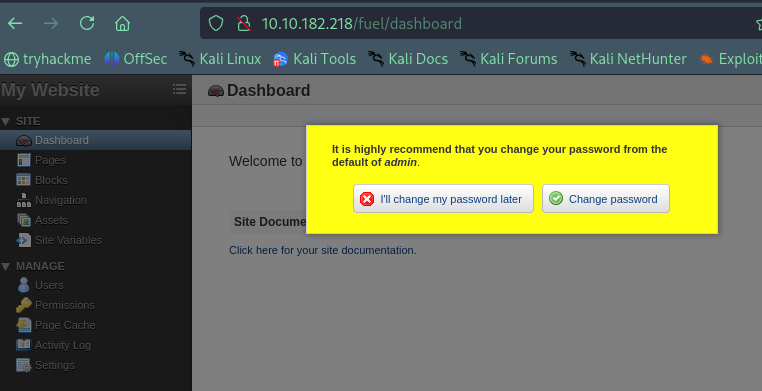 10.10.182.218/fuel/dashboard
tryhackme OffSec Kali Linux Kali Tools Kali Docs Kali Forums Kali NetHunter Exploit
My Website
Dashboard
SITE
Dashboard
Pages
Blocks
Navigation
Assets
Site Variables
MANAGE
Users
Permissions
Page Cache
Activity Log
Settings
It is highly recommend that you change your password from the
default of admin.
I'll change my password later Change password
Welcome to
Site Docume
Click here for your site documentation.